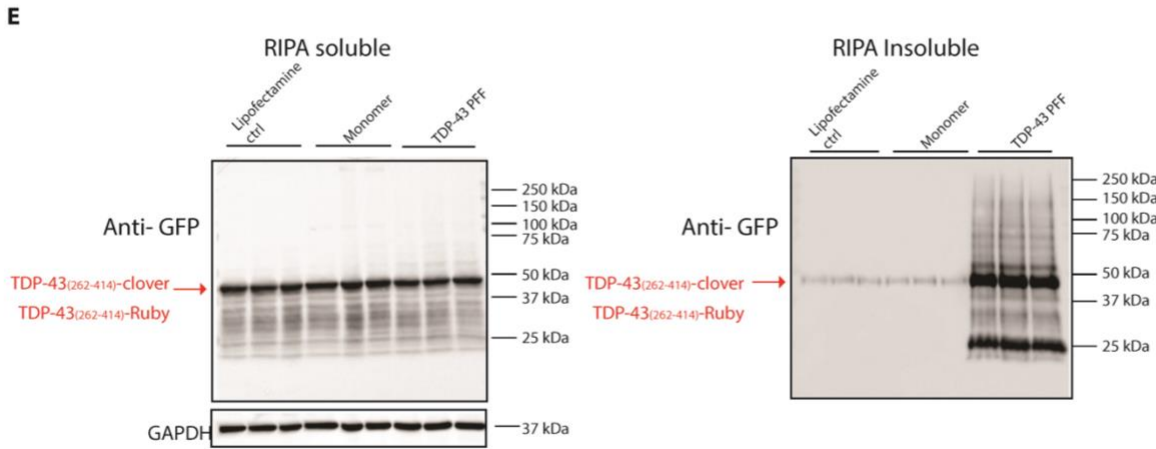 E
RIPA soluble
Lipofectamine
ctrl
Monomer
TDP-43 PFF
Anti- GFP
TDP-43(262-414)-clover
TDP-43(262-414)-Ruby
250 kDa
150 kDa
100 kDa
75 kDa
50 kDa
37 kDa
25 kDa
GAPDH
37 kDa
RIPA Insoluble
Lipofectamine
ctrl
Monomer
TDP-43 PFF
Anti- GFP
TDP-43(262-414)-clover
TDP-43(262-414)-Ruby
250 kDa
150 kDa
100 kDa
75 kDa
50 kDa
37 kDa
25 kDa